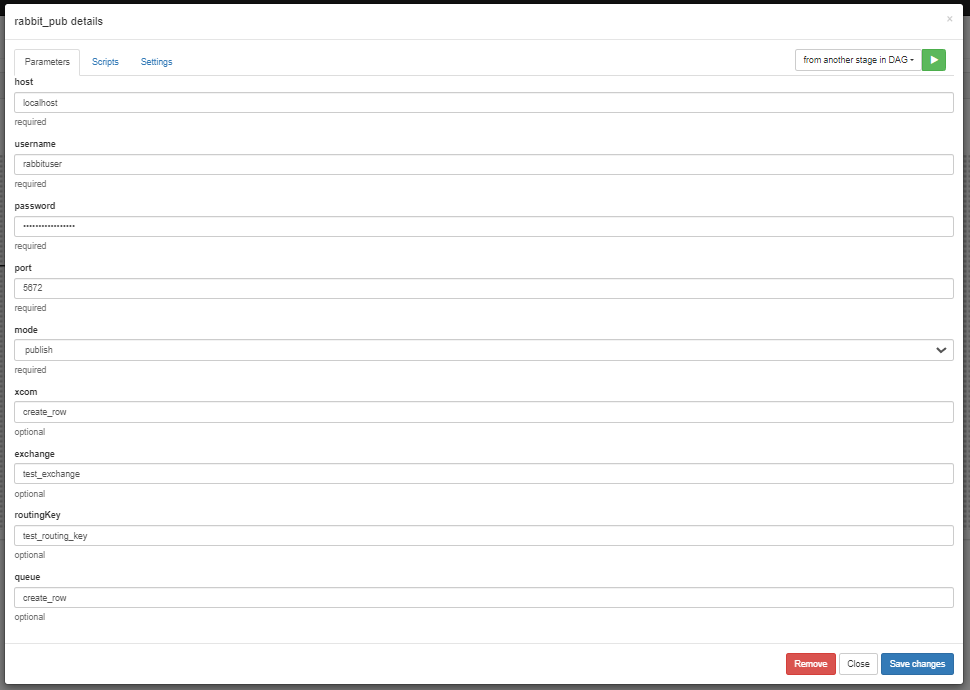 rabbit_pub details
×
Parameters
Scripts
Settings
from another stage in DAG
host
localhost
required
username
rabbituser
required
password
•••••••••••••••••
required
port
5672
required
mode
publish
required
xcom
create_row
optional
exchange
test_exchange
optional
routingKey
test_routing_key
optional
queue
create_row
optional
Remove
Close
Save changes